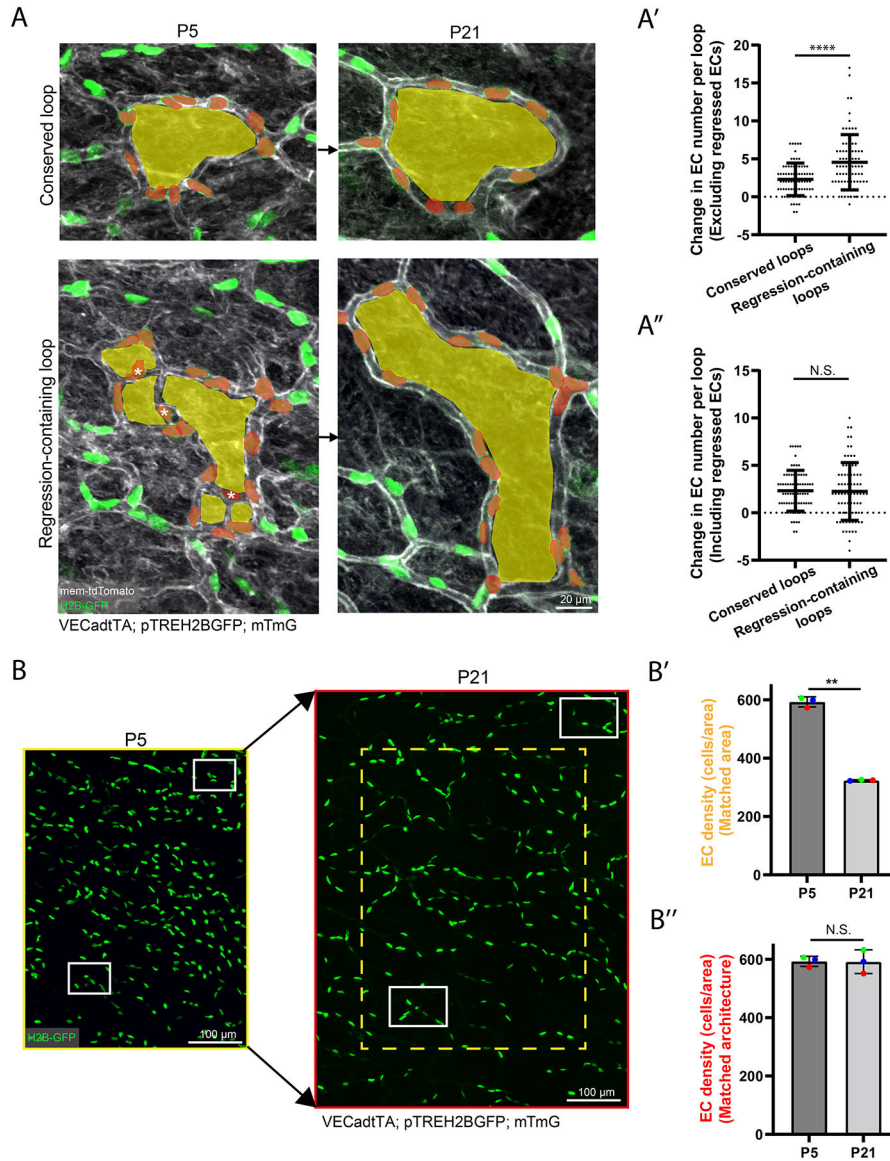 A
P5
P21
Conserved loop
Regression-containing loop
*
*
*
mem-tdTomato
H2B-GFP
20 µm
VECadtTA; pTREH2BGFP; mTmG
A'
Change in EC number per loop
(Excluding regressed ECs)
20
15
10
5
0
-5
****
Conserved loops
Regression-containing
loops
A''
Change in EC number per loop
(Including regressed ECs)
15
10
5
0
-5
N.S.
Conserved loops
Regression-containing
loops
B
P5
P21
H2B-GFP
100 µm
100 µm
VECadtTA; pTREH2BGFP; mTmG
B'
EC density (cells/area)
(Matched area)
600
400
200
0
**
P5
P21
B''
EC density (cells/area)
(Matched architecture)
600
400
200
0
N.S.
P5
P21